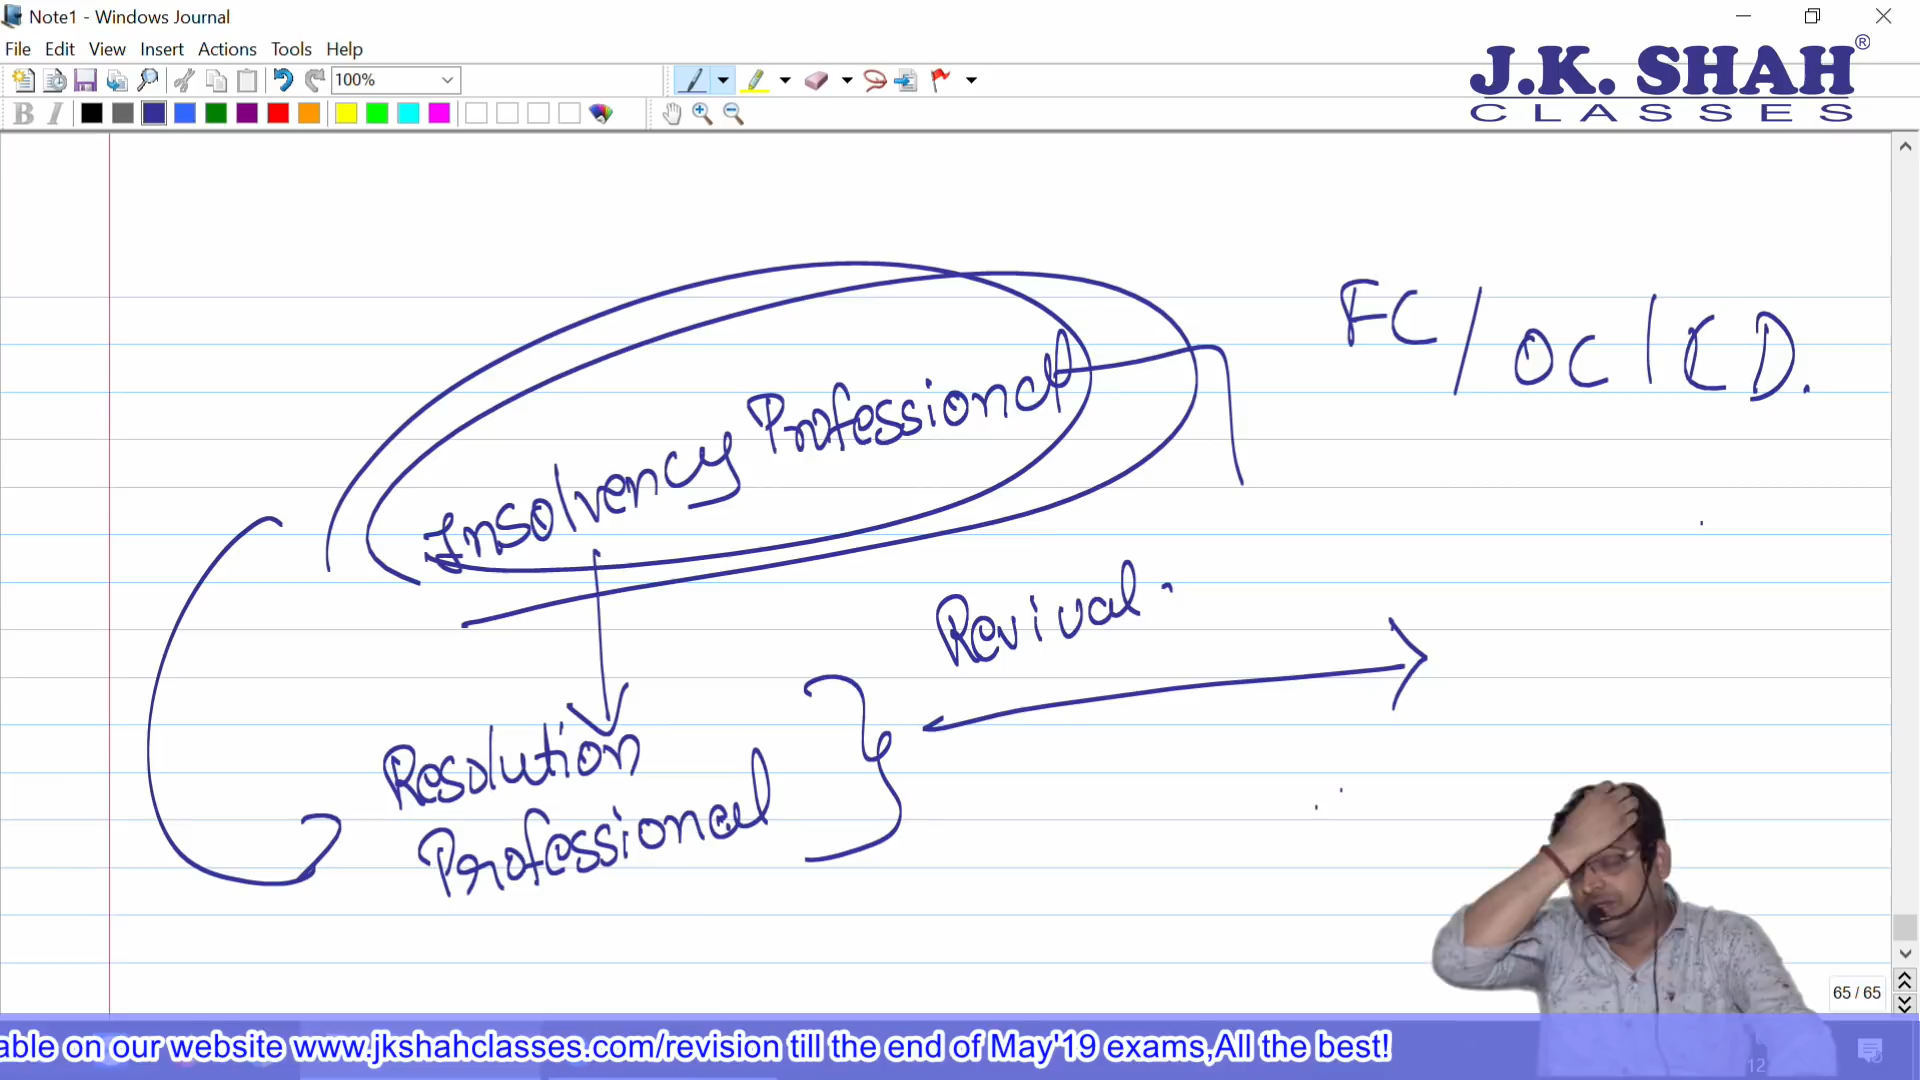 Note1 - Windows Journal
File Edit View Insert Actions Tools Help
100%
J.K. SHAH®
CLASSES
B I
FC/OC/CD.
Insolvency Professional
Revival.
Resolution
Professional
65 / 65
able on our website www.jkshahclasses.com/revision till the end of May'19 exams,All the best!
12